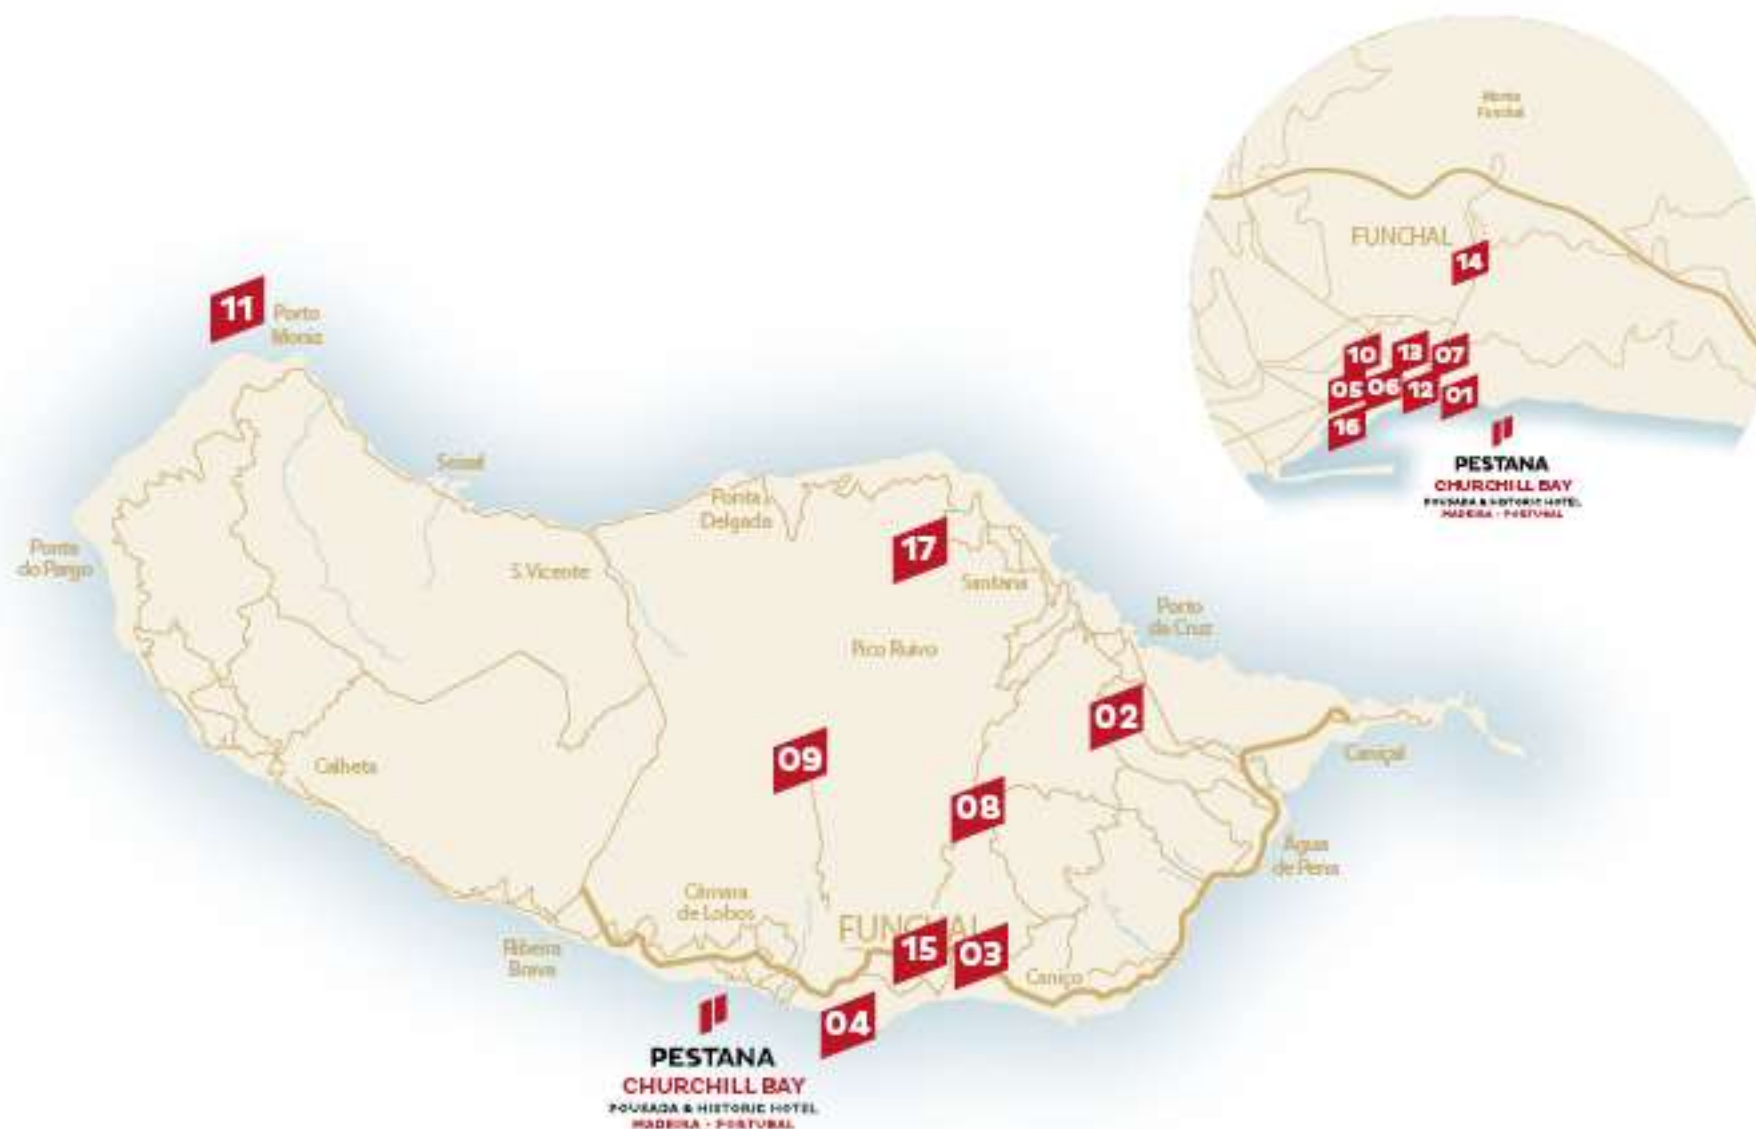 Monte
Funchal
FUNCHAL
14
10
13
07
05
06
12
01
16
PESTANA
CHURCHILL BAY
POUSADA & HISTORIC HOTEL
MADEIRA - PORTUGAL
11
Porto
Moniz
Seixal
Ponta
Delgada
17
Ponta
do Pargo
S. Vicente
Santana
Porto
da Cruz
Pico Ruivo
02
09
Caniçal
Calheta
08
Água
de Pena
Câmara
de Lobos
FUNCHAL
15
03
Ribeira
Brava
Caniço
04
PESTANA
CHURCHILL BAY
POUSADA & HISTORIC HOTEL
MADEIRA - PORTUGAL